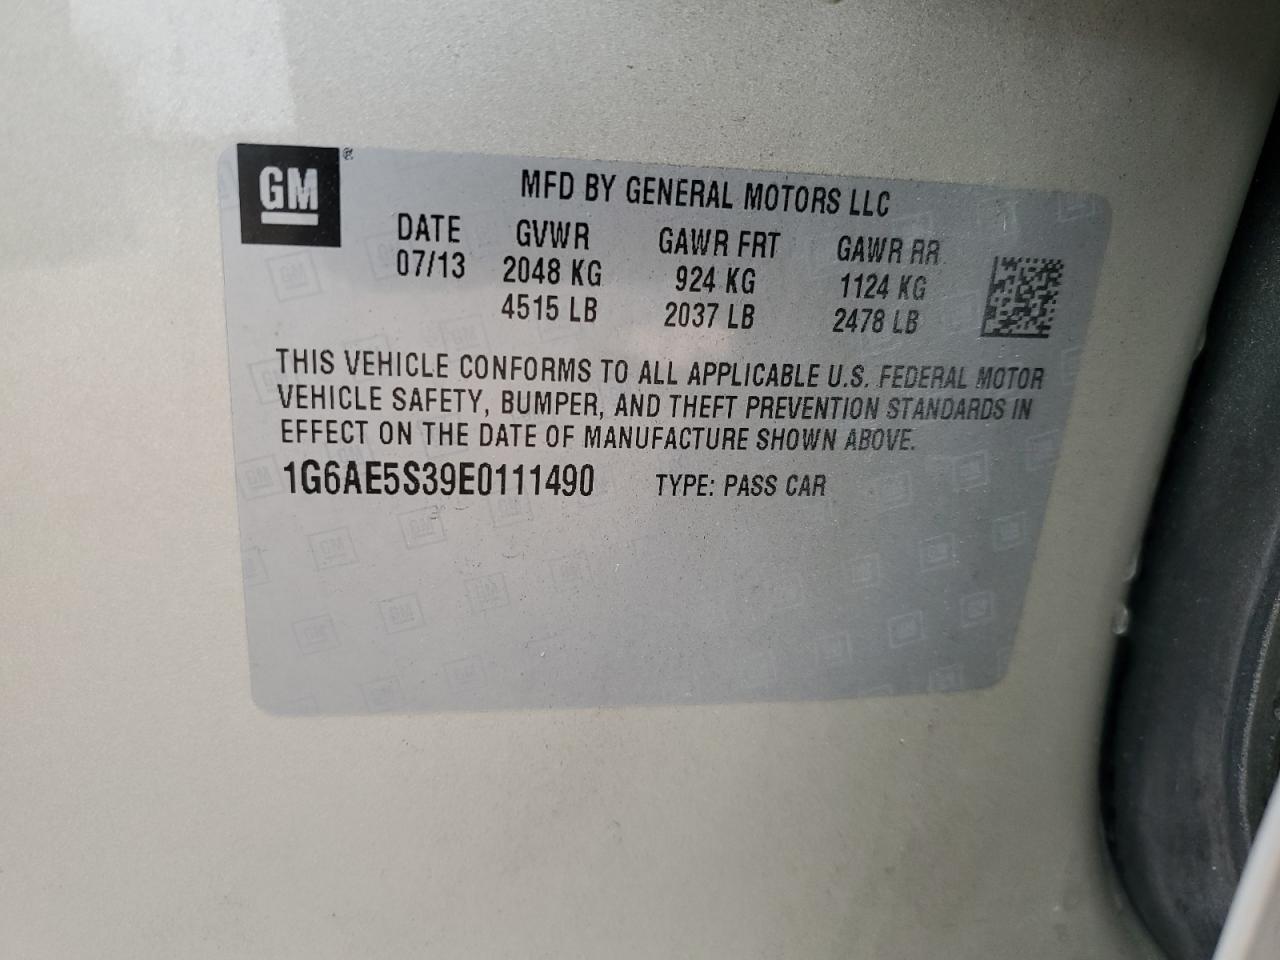 GM ®
MFD BY GENERAL MOTORS LLC
DATE GVWR GAWR FRT GAWR RR
07/13 2048 KG 924 KG 1124 KG
4515 LB 2037 LB 2478 LB
THIS VEHICLE CONFORMS TO ALL APPLICABLE U.S. FEDERAL MOTOR
VEHICLE SAFETY, BUMPER, AND THEFT PREVENTION STANDARDS IN
EFFECT ON THE DATE OF MANUFACTURE SHOWN ABOVE.
1G6AE5S39E0111490 TYPE: PASS CAR